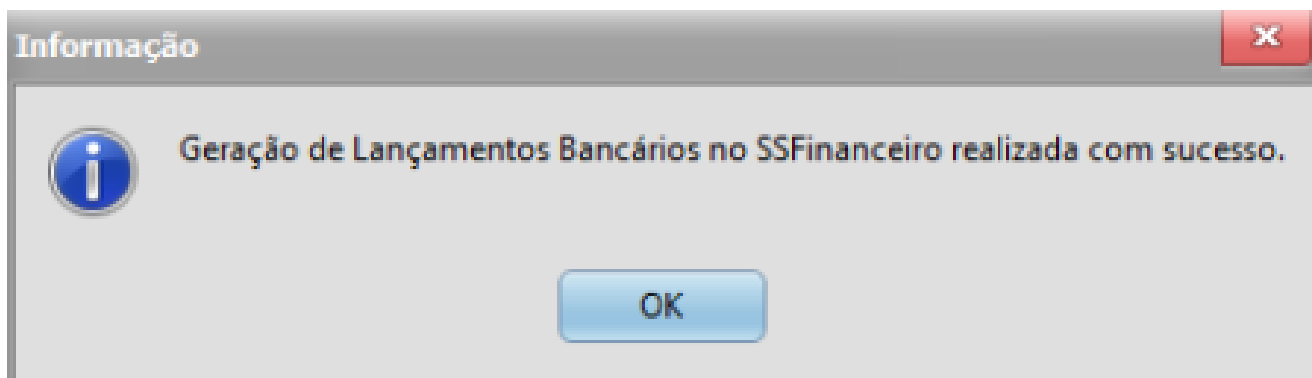 Informação
Geração de Lançamentos Bancários no SSFinanceiro realizada com sucesso.
OK